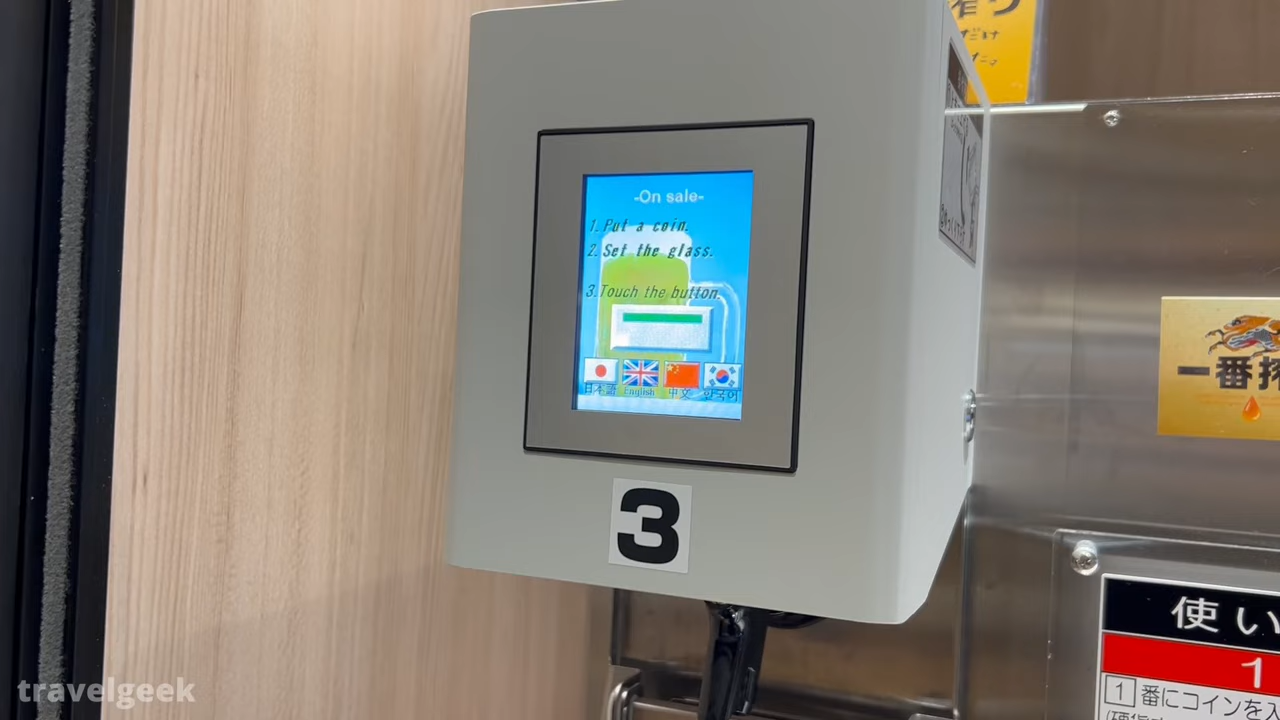 -On sale-
1. Put a coin.
2. Set the glass.
3. Touch the button.
日本語 English 中文 한국어
3
一番搾
使い
1
1 番にコインを入
travelgeek